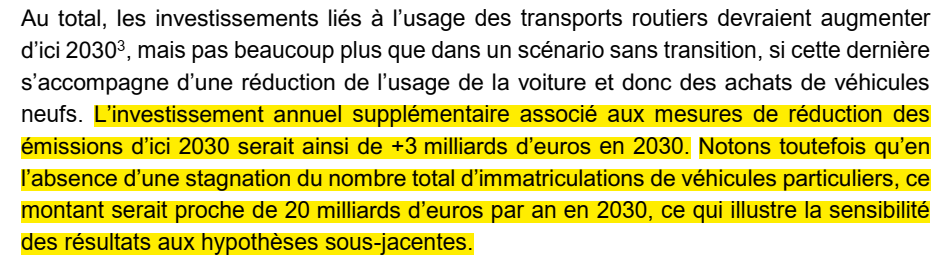 Au total, les investissements liés à l’usage des transports routiers devraient augmenter
d’ici 2030³, mais pas beaucoup plus que dans un scénario sans transition, si cette dernière
s’accompagne d’une réduction de l’usage de la voiture et donc des achats de véhicules
neufs. L’investissement annuel supplémentaire associé aux mesures de réduction des
émissions d’ici 2030 serait ainsi de +3 milliards d’euros en 2030. Notons toutefois qu’en
l’absence d’une stagnation du nombre total d’immatriculations de véhicules particuliers, ce
montant serait proche de 20 milliards d’euros par an en 2030, ce qui illustre la sensibilité
des résultats aux hypothèses sous-jacentes.